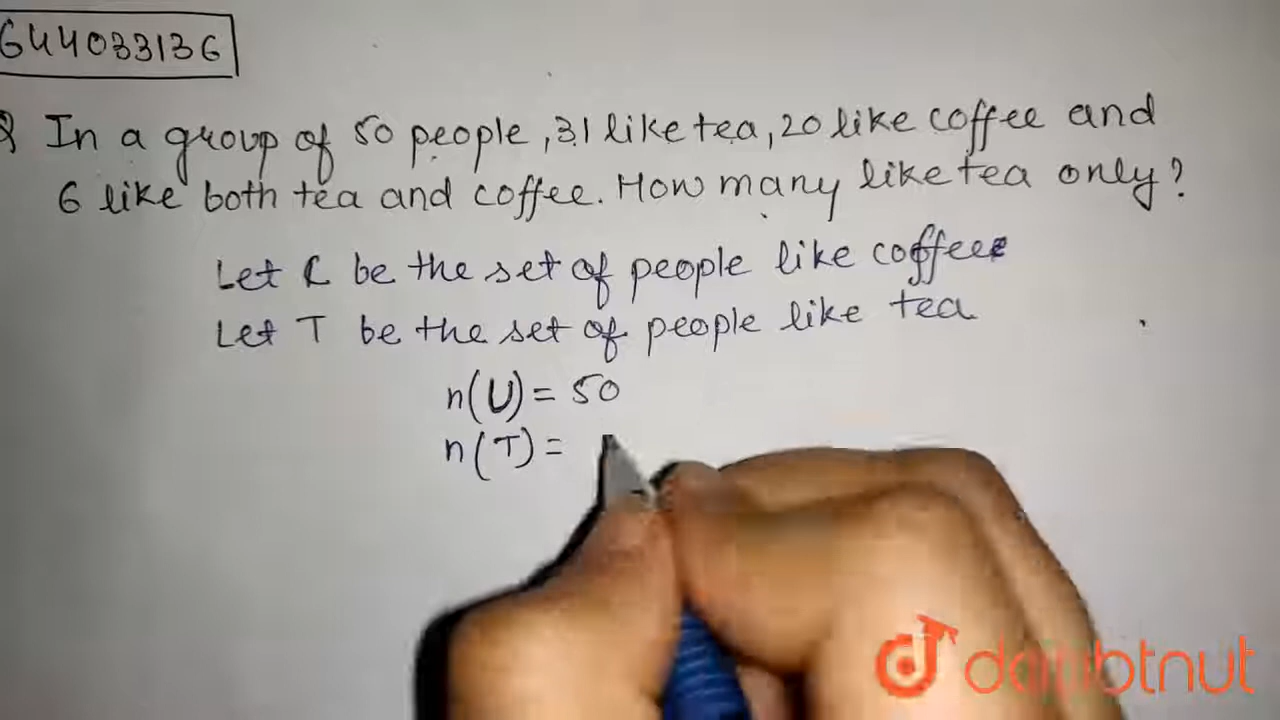 644033136
Q In a group of 50 people, 31 like tea, 20 like coffee and
6 like both tea and coffee. How many like tea only?
Let C be the set of people like coffee
Let T be the set of people like tea
n(U) = 50
n(T) =
doubtnut